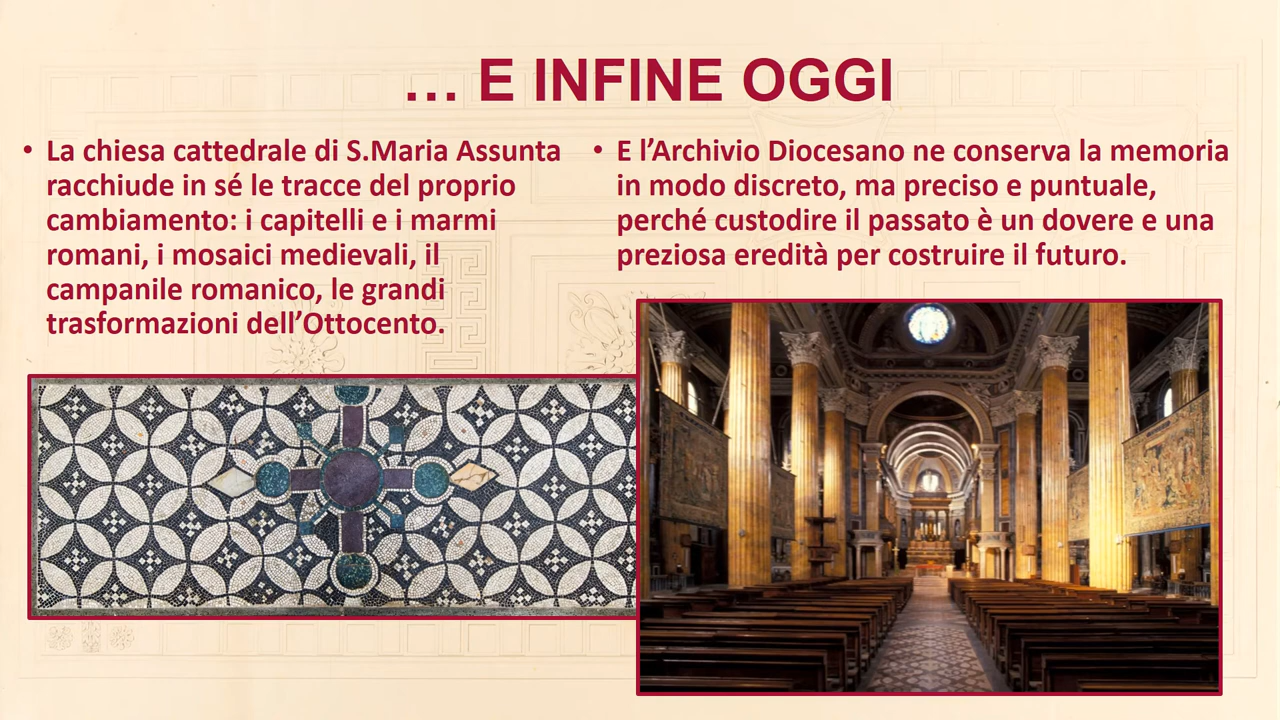 … E INFINE OGGI
• La chiesa cattedrale di S.Maria Assunta
racchiude in sé le tracce del proprio
cambiamento: i capitelli e i marmi
romani, i mosaici medievali, il
campanile romanico, le grandi
trasformazioni dell’Ottocento.
• E l’Archivio Diocesano ne conserva la memoria
in modo discreto, ma preciso e puntuale,
perché custodire il passato è un dovere e una
preziosa eredità per costruire il futuro.